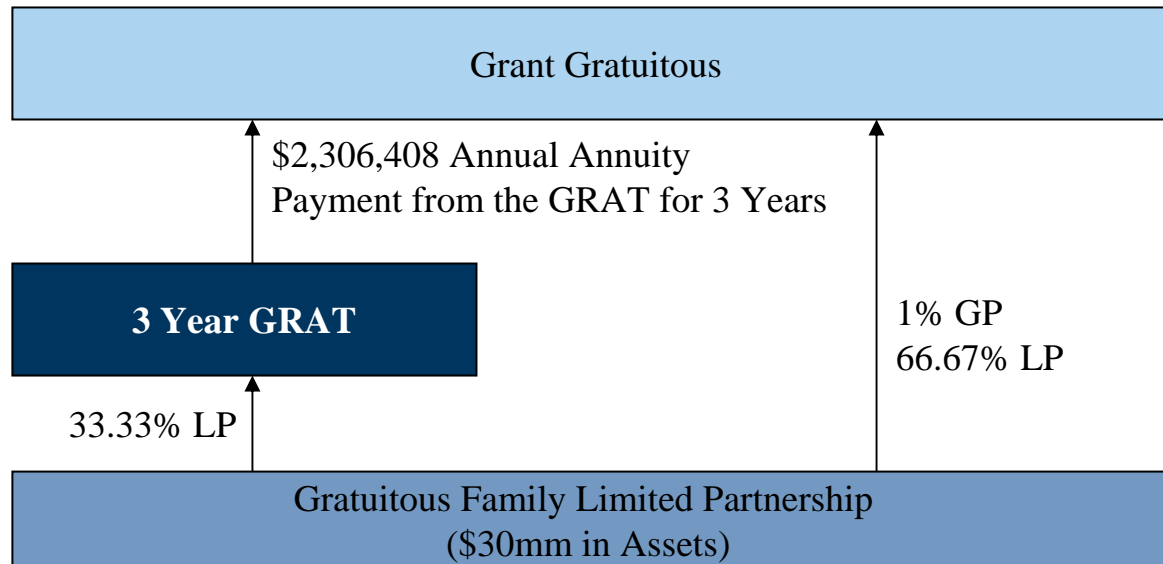 Grant Gratuitous
$2,306,408 Annual Annuity
Payment from the GRAT for 3 Years
3 Year GRAT
1% GP
66.67% LP
33.33% LP
Gratuitous Family Limited Partnership
($30mm in Assets)